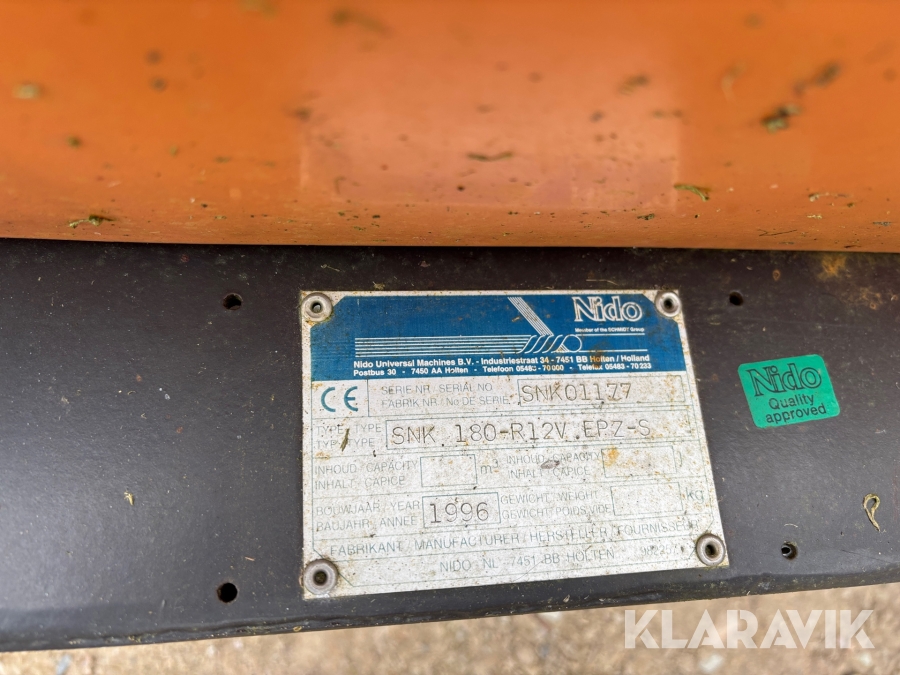 Nido
Member of the SCHMIDT Group
Nido Universal Machines B.V. - Industriestraat 34 - 7451 BB Holten / Holland
Postbus 30 - 7450 AA Holten - Telefoon 05483 - 70000 - Telefax 05483 - 70233
CE
SERIE-NR / SERIAL NO
FABRIK NR / No DE SERIE
SNK01177
TYPE / TYPE
TYP / TYPE
SNK 180-R12V EPZ-S
INHOUD / CAPACITY
INHALT / CAPICE
m³
INHOUD / CAPACITY
INHALT / CAPICE
l
BOUWJAAR / YEAR
BAUJAHR / ANNEE
1996
GEWICHT / WEIGHT
GEWICHT / POIDS VIDE
kg
FABRIKANT / MANUFACTURER / HERSTELLER / FOURNISSEUR
NIDO - NL - 7451 BB HOLTEN
Nido
Quality
approved
KLARAVIK